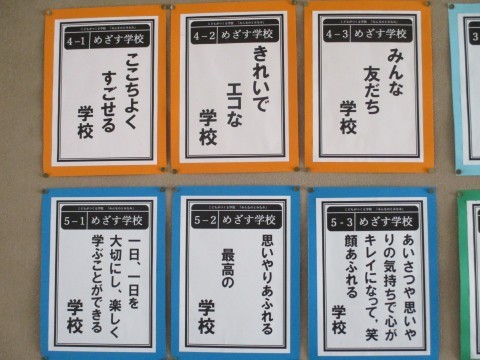 4-1 めざす学校
ここちよく
すごせる
学校
4-2 めざす学校
きれいで
エコな
学校
4-3 めざす学校
みんな
友だち
学校
5-1 めざす学校
一日、一日を
大切にし、楽しく
学ぶことができる
学校
5-2 めざす学校
思いやりあふれる
最高の
学校
5-3 めざす学校
あいさつや思いや
りの気持ちで心が
キレイになって、笑
顔あふれる
学校
3